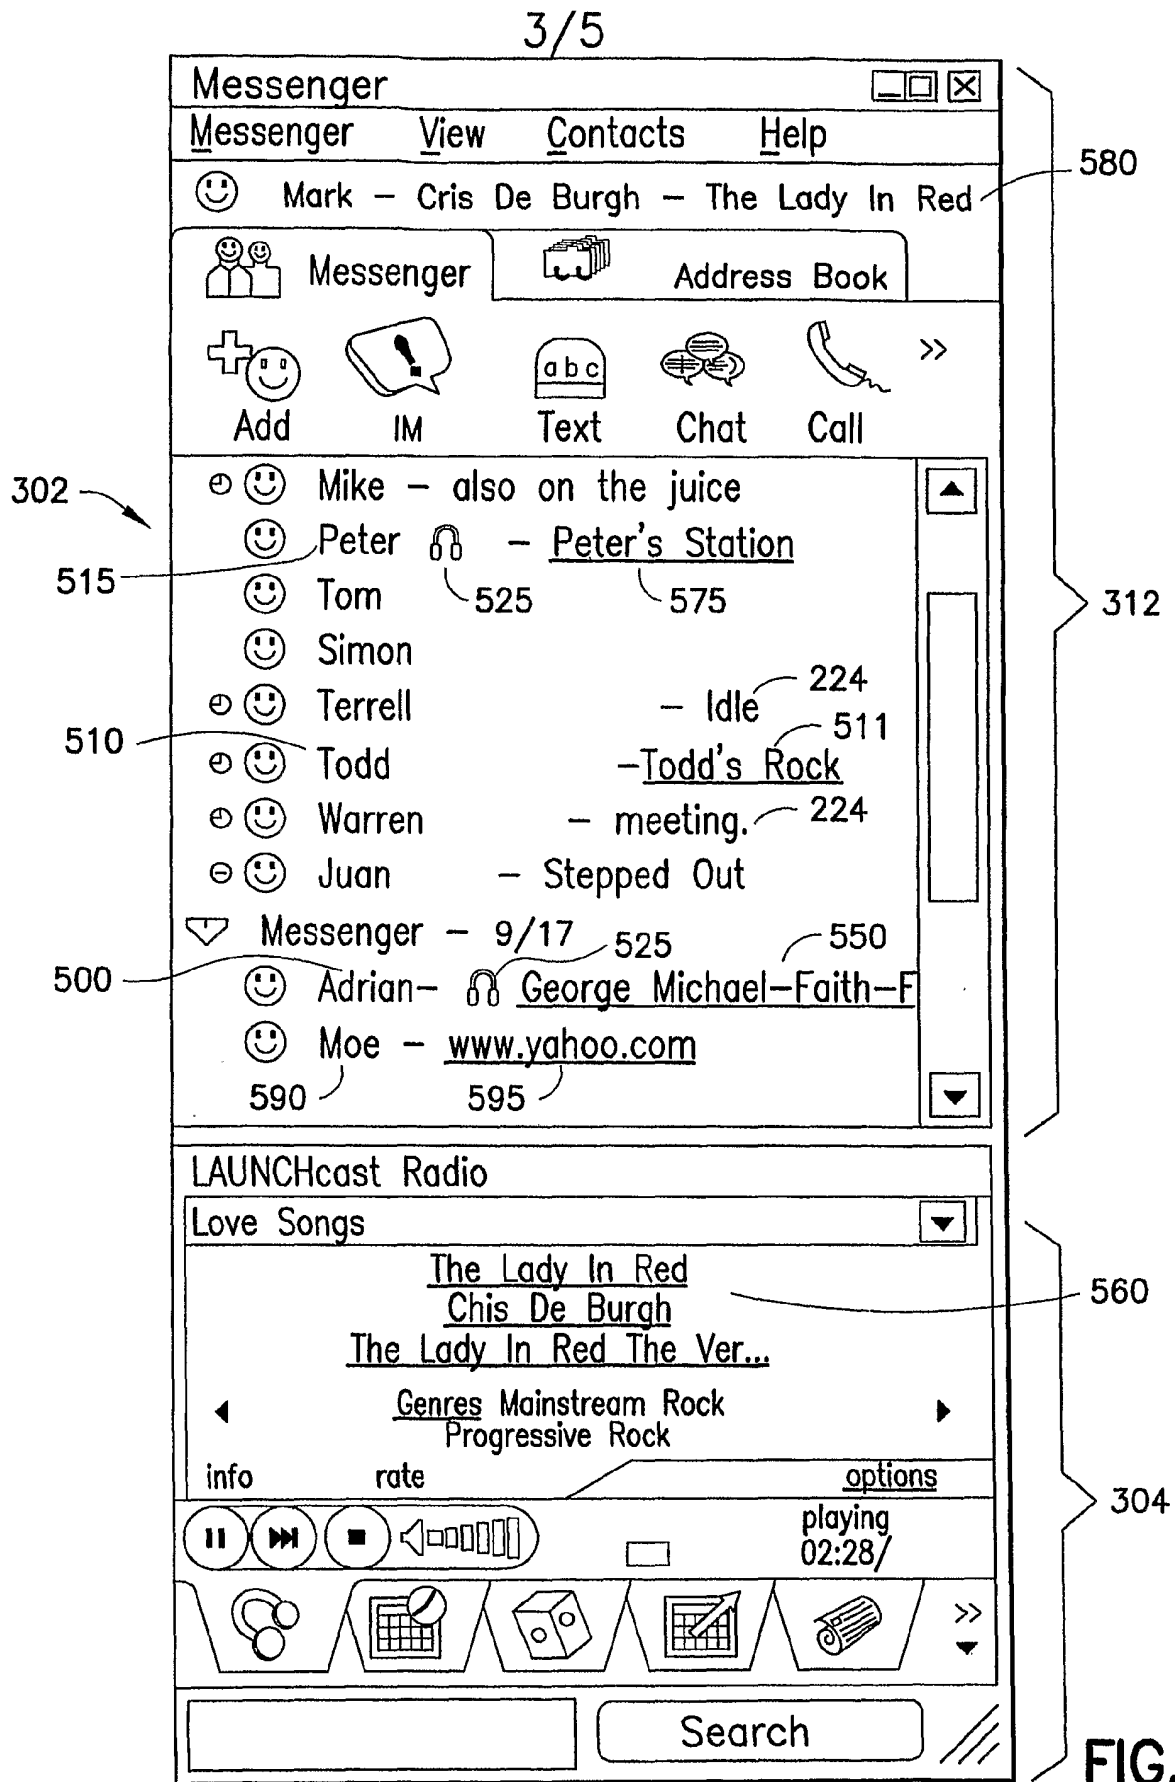 3/5
Messenger
Messenger View Contacts Help
580
Mark – Cris De Burgh – The Lady In Red
Messenger Address Book
abc
>>
Add IM Text Chat Call
302
Mike – also on the juice
Peter – Peter's Station
515 525 575
Tom
312
Simon
224
Terrell – Idle
510 511
Todd –Todd's Rock
Warren – meeting. 224
Juan – Stepped Out
Messenger – 9/17 525 550
500 Adrian– George Michael–Faith–F
Moe – www.yahoo.com
590 595
LAUNCHcast Radio
Love Songs
The Lady In Red
560
Chis De Burgh
The Lady In Red The Ver...
Genres Mainstream Rock
Progressive Rock
info rate options
304
playing
02:28/
>>
Search
FIG.